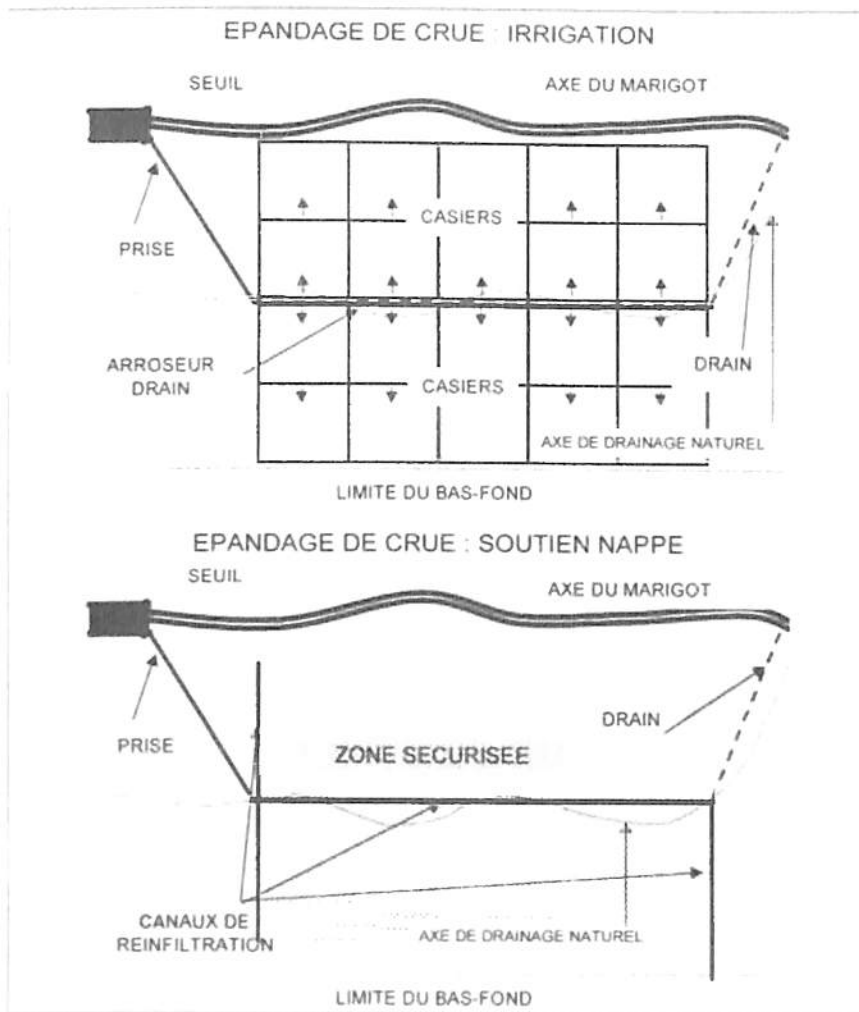 EPANDAGE DE CRUE : IRRIGATION
SEUIL
AXE DU MARIGOT
CASIERS
PRISE
ARROSEUR
DRAIN
DRAIN
CASIERS
AXE DE DRAINAGE NATUREL
LIMITE DU BAS-FOND
EPANDAGE DE CRUE : SOUTIEN NAPPE
SEUIL
AXE DU MARIGOT
PRISE
DRAIN
ZONE SECURISEE
CANAUX DE
REINFILTRATION
AXE DE DRAINAGE NATUREL
LIMITE DU BAS-FOND